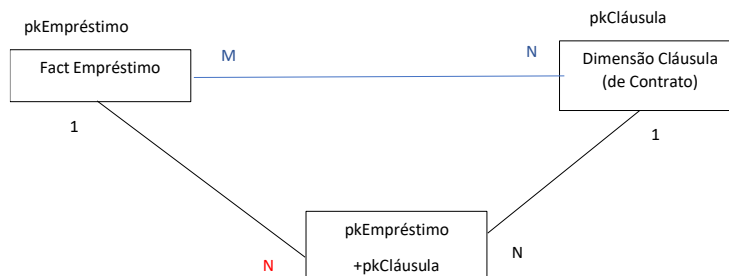 pkEmpréstimo
pkCláusula
M
N
Fact Empréstimo
Dimensão Cláusula
(de Contrato)
1
1
pkEmpréstimo
N
N
+pkCláusula